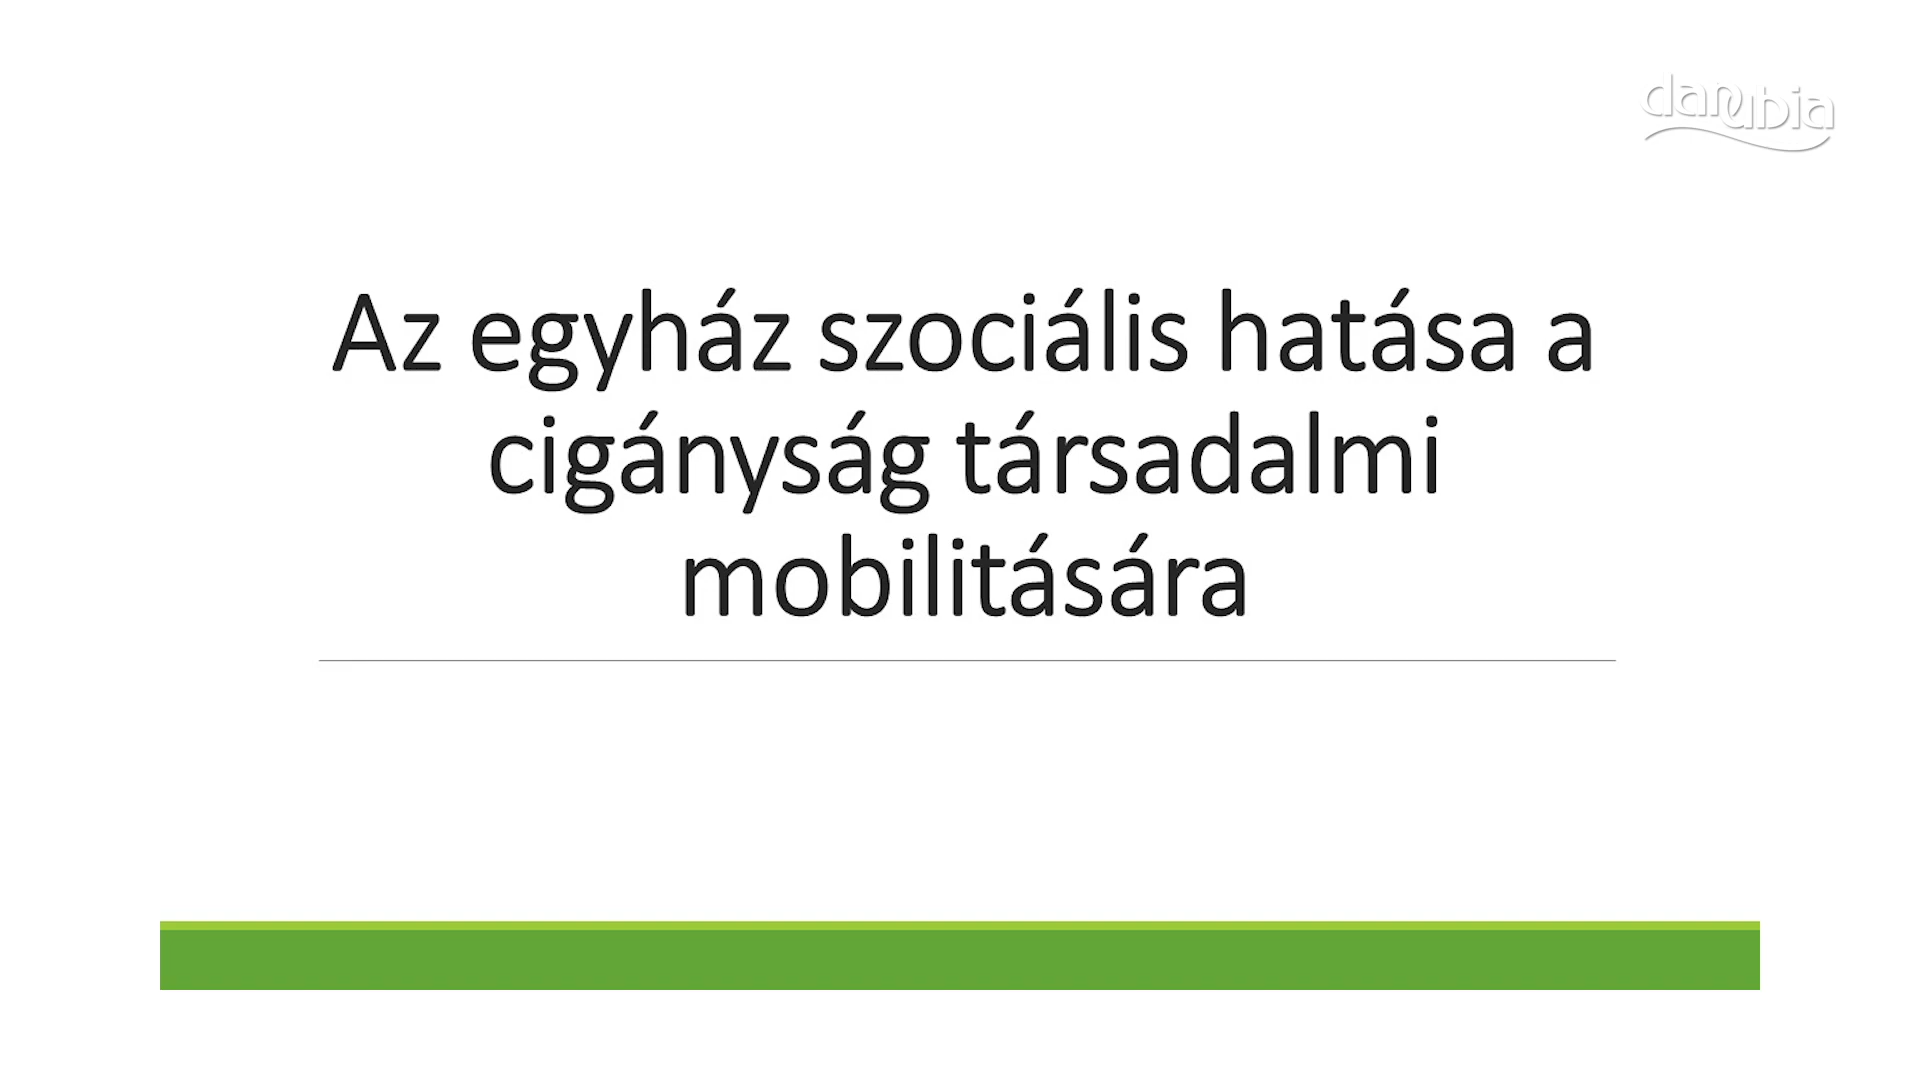 danubia
Az egyház szociális hatása a
cigányság társadalmi
mobilitására